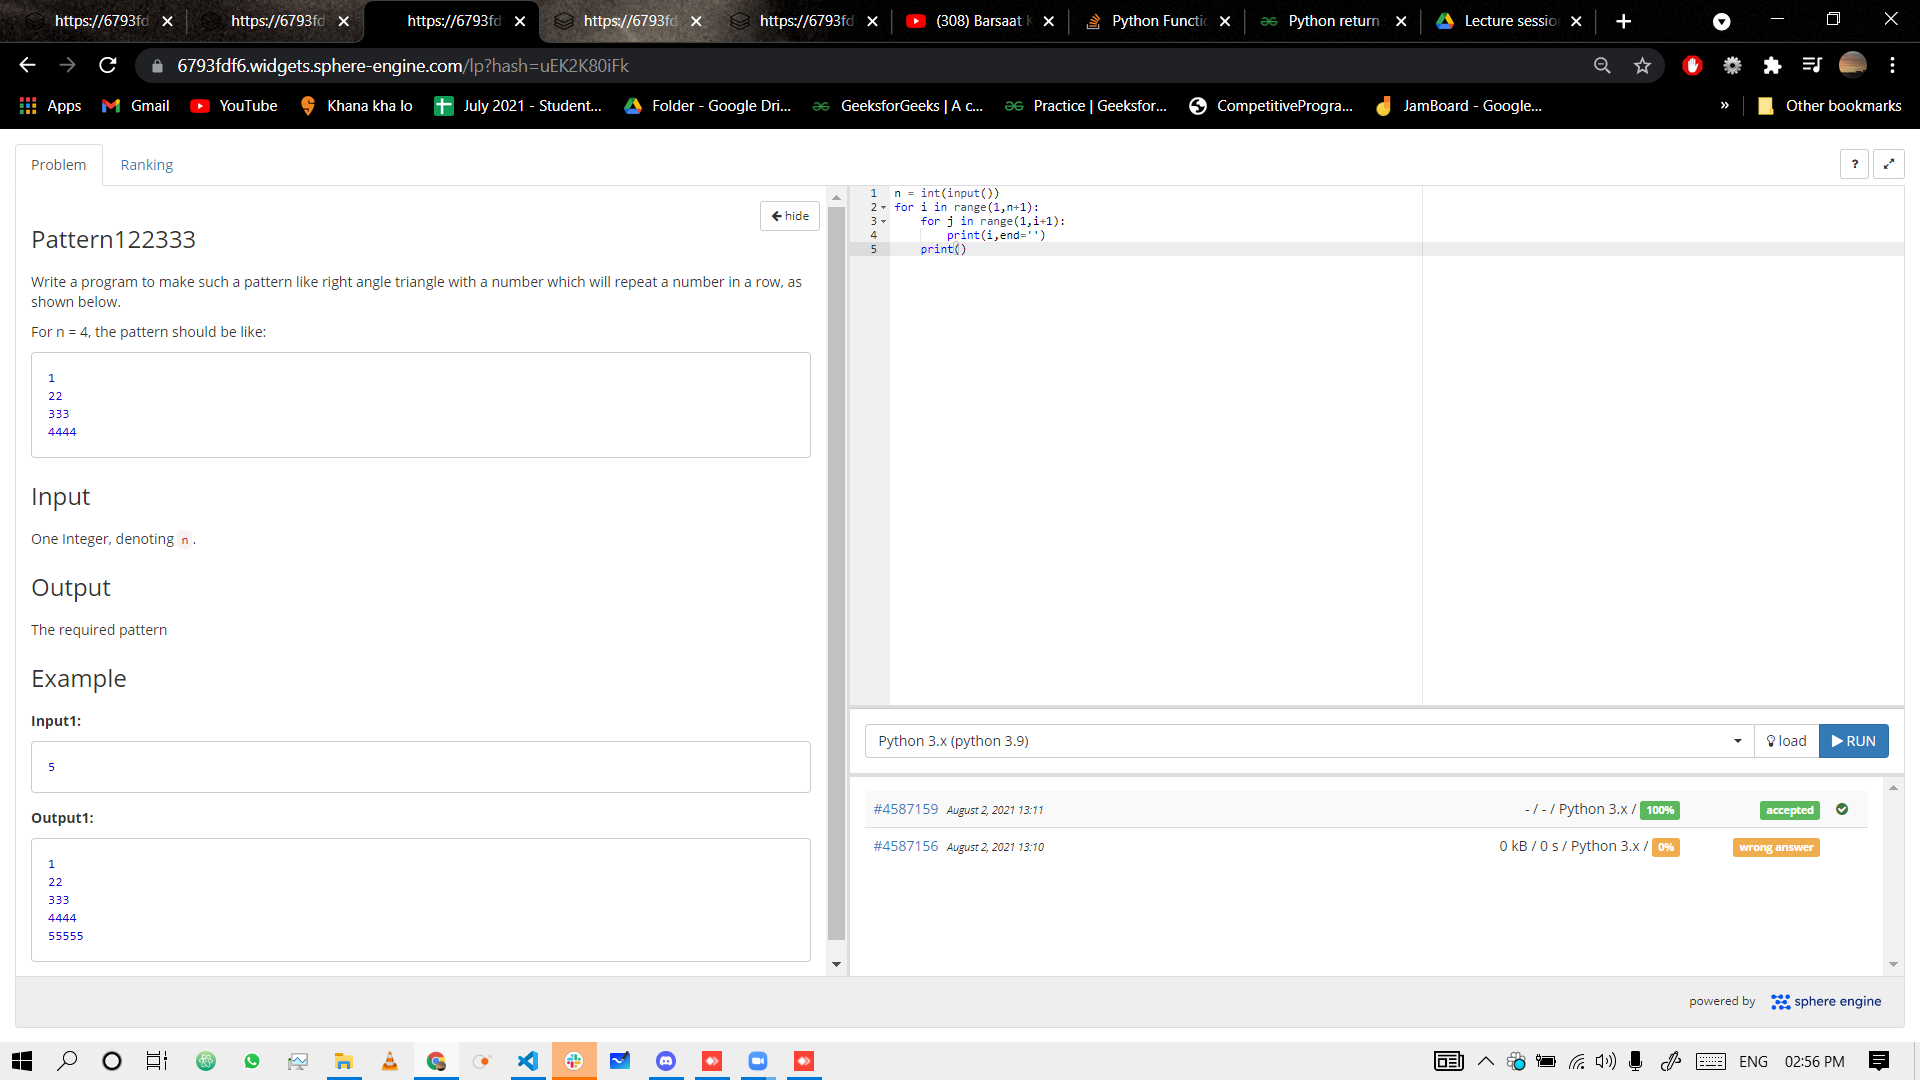 https://6793fd
https://6793fd
https://6793fd
https://6793fd
https://6793fd
(308) Barsaat K
Python Functio
Python return
Lecture sessio
6793fdf6.widgets.sphere-engine.com/lp?hash=uEK2K80iFk
Apps
Gmail
YouTube
Khana kha lo
July 2021 - Student...
Folder - Google Dri...
GeeksforGeeks | A c...
Practice | Geeksfor...
CompetitiveProgra...
JamBoard - Google...
»
Other bookmarks
Problem
Ranking
?
hide
Pattern122333
Write a program to make such a pattern like right angle triangle with a number which will repeat a number in a row, as
shown below.
For n = 4, the pattern should be like:
1
22
333
4444
Input
One Integer, denoting n .
Output
The required pattern
Example
Input1:
5
Output1:
1
22
333
4444
55555
1 n = int(input())
2 for i in range(1,n+1):
3 for j in range(1,i+1):
4 print(i,end='')
5 print()
Python 3.x (python 3.9)
load
RUN
#4587159 August 2, 2021 13:11 - / - / Python 3.x / 100% accepted
#4587156 August 2, 2021 13:10 0 kB / 0 s / Python 3.x / 0% wrong answer
powered by sphere engine
ENG
02:56 PM